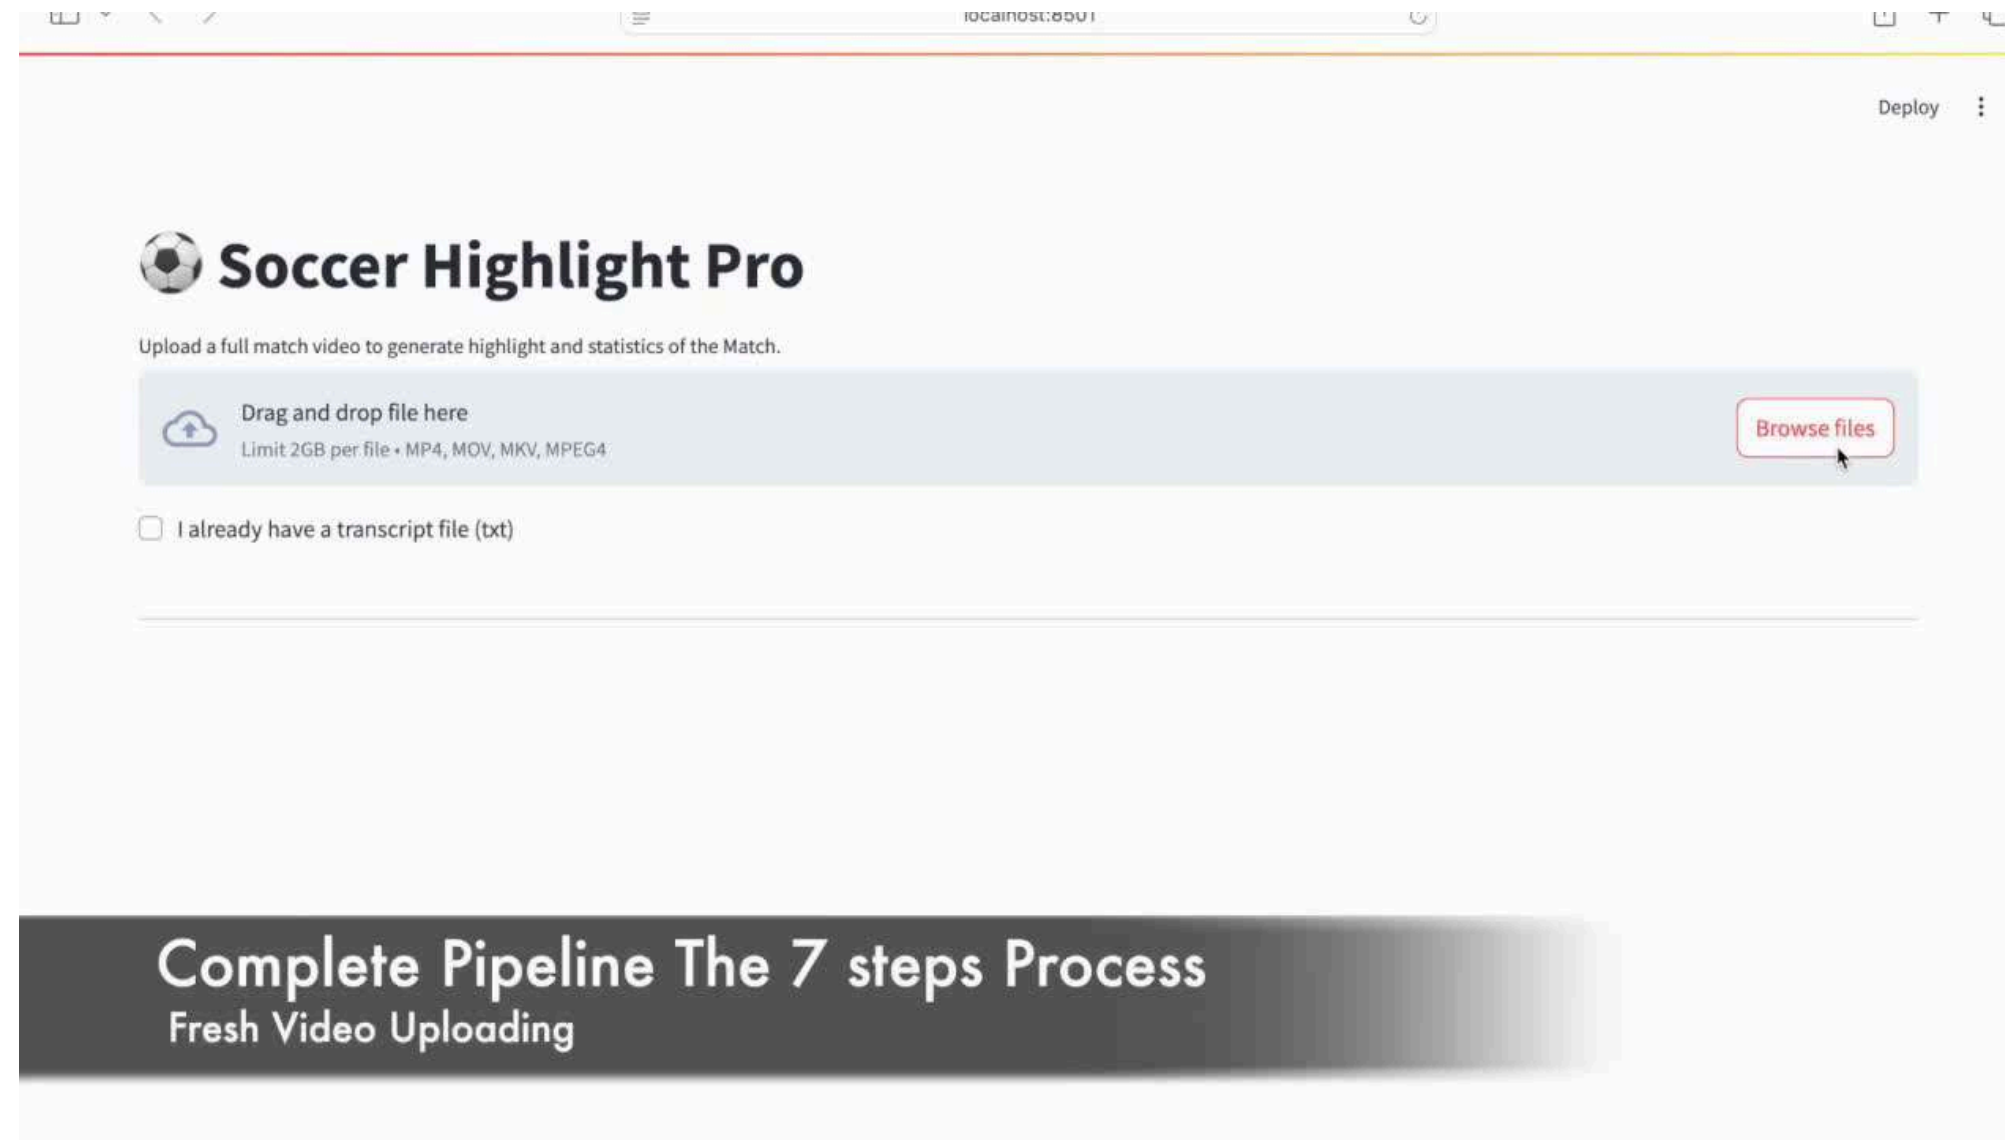 localhost:8501
Deploy
Soccer Highlight Pro
Upload a full match video to generate highlight and statistics of the Match.
Drag and drop file here
Limit 2GB per file • MP4, MOV, MKV, MPEG4
Browse files
I already have a transcript file (txt)
Complete Pipeline The 7 steps Process
Fresh Video Uploading